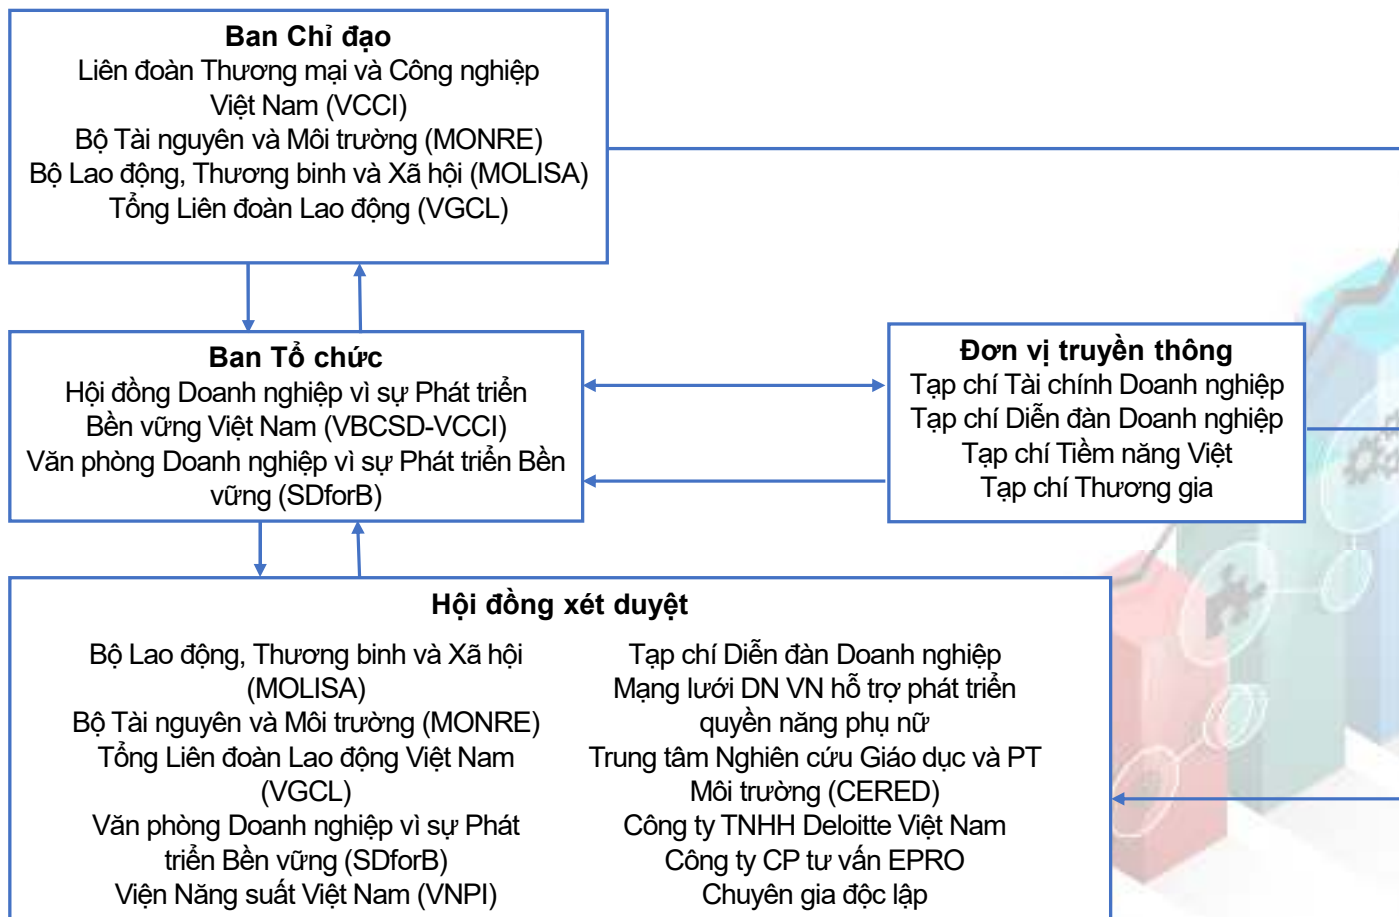 Ban Chỉ đạo
Liên đoàn Thương mại và Công nghiệp
Việt Nam (VCCI)
Bộ Tài nguyên và Môi trường (MONRE)
Bộ Lao động, Thương binh và Xã hội (MOLISA)
Tổng Liên đoàn Lao động (VGCL)
Ban Tổ chức
Hội đồng Doanh nghiệp vì sự Phát triển
Bền vững Việt Nam (VBCSD-VCCI)
Văn phòng Doanh nghiệp vì sự Phát triển Bền
vững (SDforB)
Đơn vị truyền thông
Tạp chí Tài chính Doanh nghiệp
Tạp chí Diễn đàn Doanh nghiệp
Tạp chí Tiềm năng Việt
Tạp chí Thương gia
Hội đồng xét duyệt
Bộ Lao động, Thương binh và Xã hội
(MOLISA)
Bộ Tài nguyên và Môi trường (MONRE)
Tổng Liên đoàn Lao động Việt Nam
(VGCL)
Văn phòng Doanh nghiệp vì sự Phát
triển Bền vững (SDforB)
Viện Năng suất Việt Nam (VNPI)
Tạp chí Diễn đàn Doanh nghiệp
Mạng lưới DN VN hỗ trợ phát triển
quyền năng phụ nữ
Trung tâm Nghiên cứu Giáo dục và PT
Môi trường (CERED)
Công ty TNHH Deloitte Việt Nam
Công ty CP tư vấn EPRO
Chuyên gia độc lập